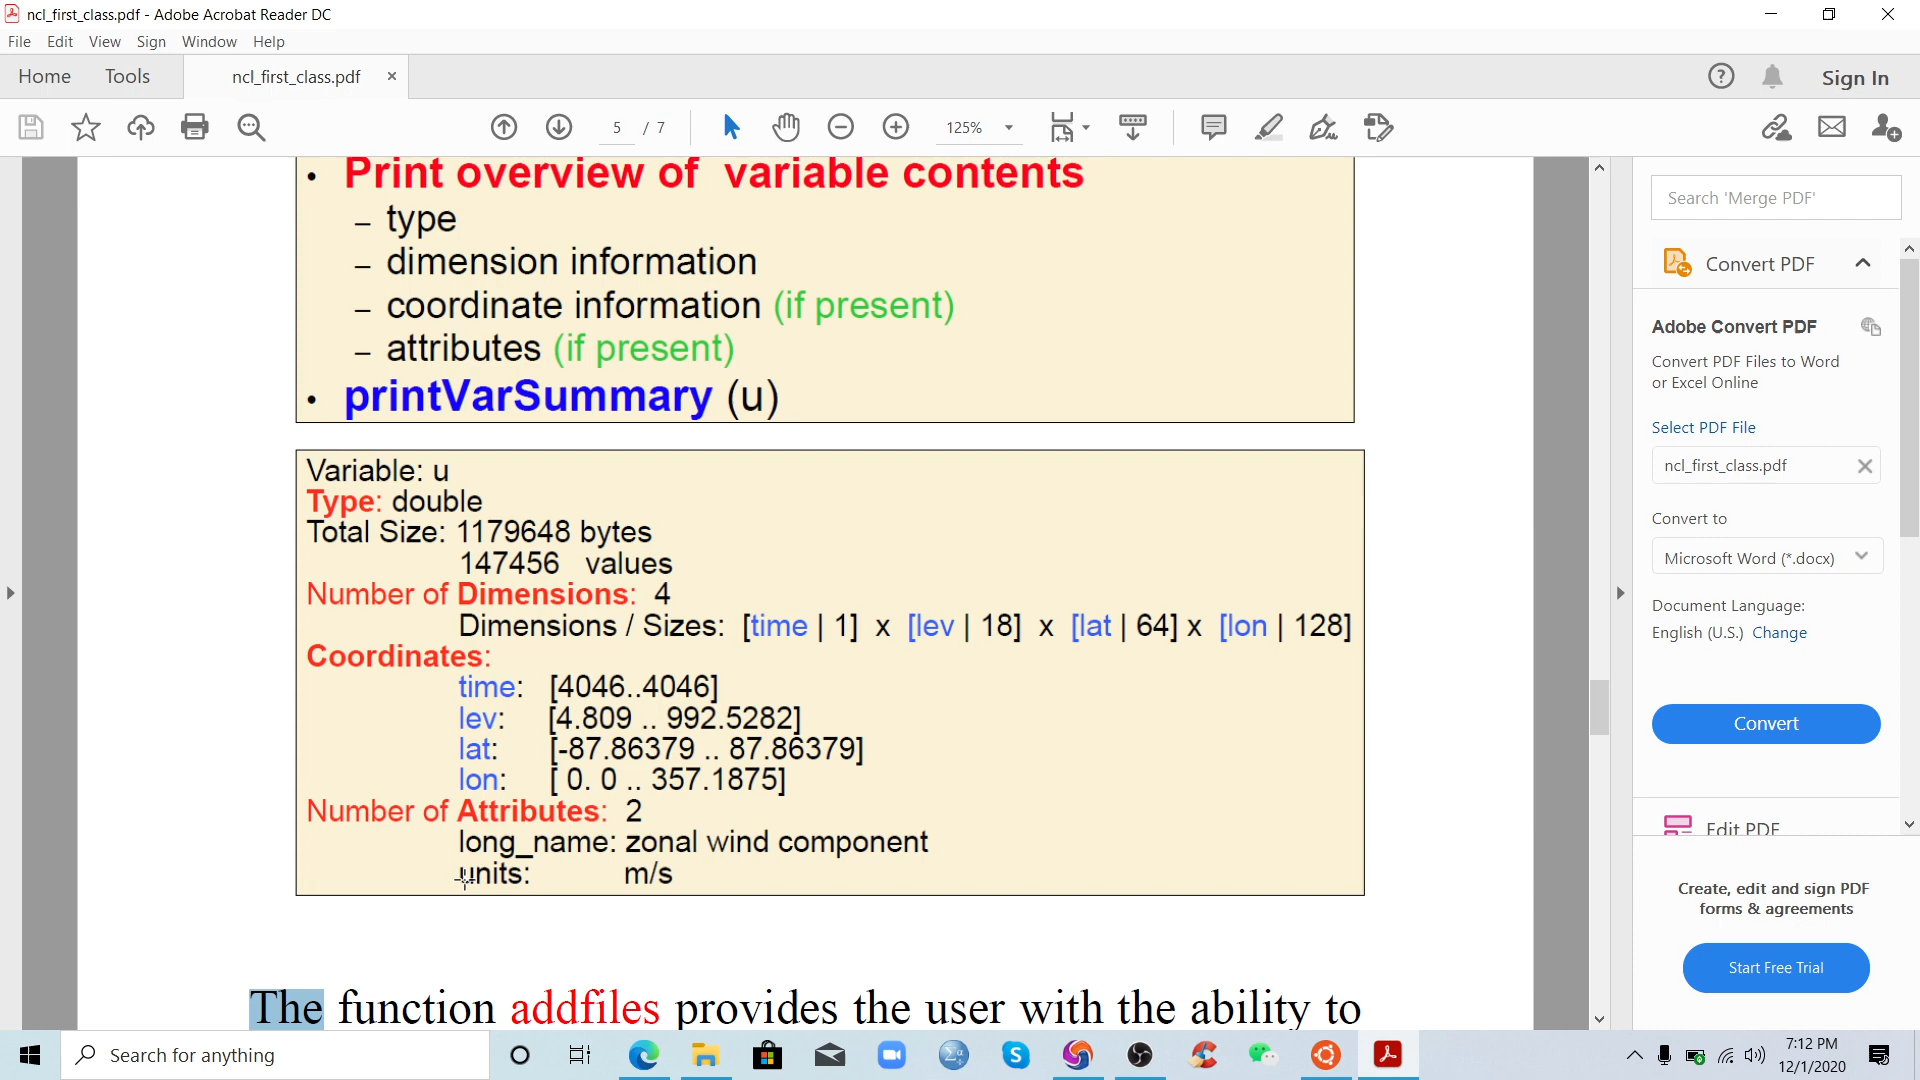 ncl_first_class.pdf - Adobe Acrobat Reader DC
File Edit View Sign Window Help
Home Tools ncl_first_class.pdf × Sign In
5 / 7 125%
• Print overview of variable contents
– type
– dimension information
– coordinate information (if present)
– attributes (if present)
• printVarSummary (u)
Variable: u
Type: double
Total Size: 1179648 bytes
147456 values
Number of Dimensions: 4
Dimensions / Sizes: [time | 1] x [lev | 18] x [lat | 64] x [lon | 128]
Coordinates:
time: [4046..4046]
lev: [4.809 .. 992.5282]
lat: [-87.86379 .. 87.86379]
lon: [ 0. 0 .. 357.1875]
Number of Attributes: 2
long_name: zonal wind component
units: m/s
The function addfiles provides the user with the ability to
Search 'Merge PDF'
Convert PDF
Adobe Convert PDF
Convert PDF Files to Word
or Excel Online
Select PDF File
ncl_first_class.pdf
Convert to
Microsoft Word (*.docx)
Document Language:
English (U.S.) Change
Convert
Edit PDF
Create, edit and sign PDF
forms & agreements
Start Free Trial
Search for anything
7:12 PM
12/1/2020